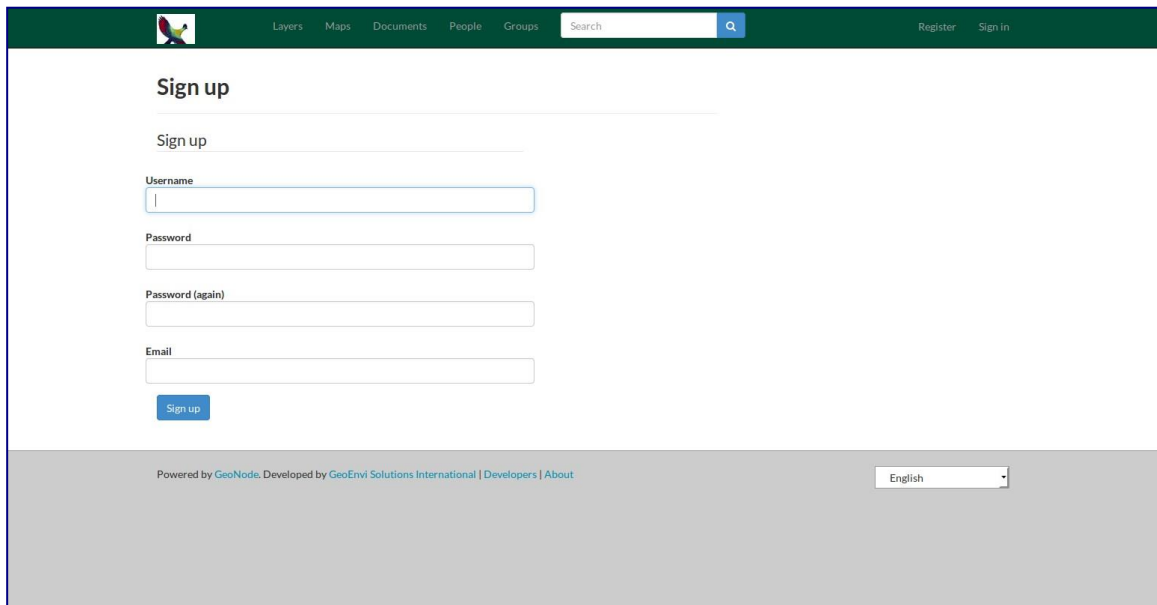 Layers Maps Documents People Groups Search Register Sign in
Sign up
Sign up
Username
Password
Password (again)
Email
Sign up
Powered by GeoNode. Developed by GeoEnvi Solutions International | Developers | About
English